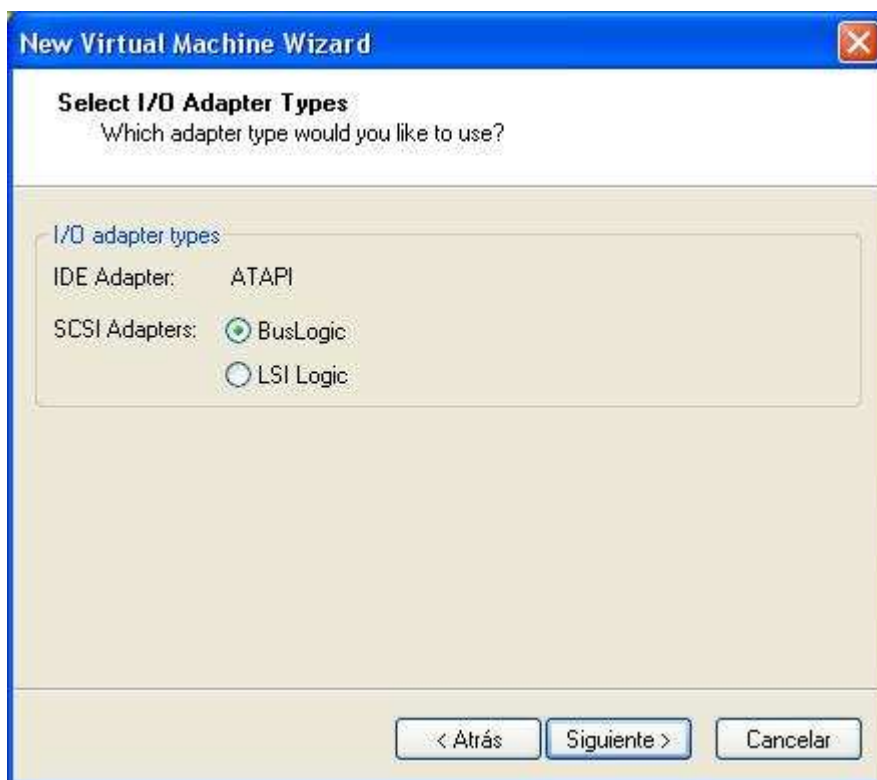 New Virtual Machine Wizard
Select I/O Adapter Types
Which adapter type would you like to use?
I/O adapter types
IDE Adapter: ATAPI
SCSI Adapters: BusLogic
LSI Logic
< Atrás Siguiente > Cancelar